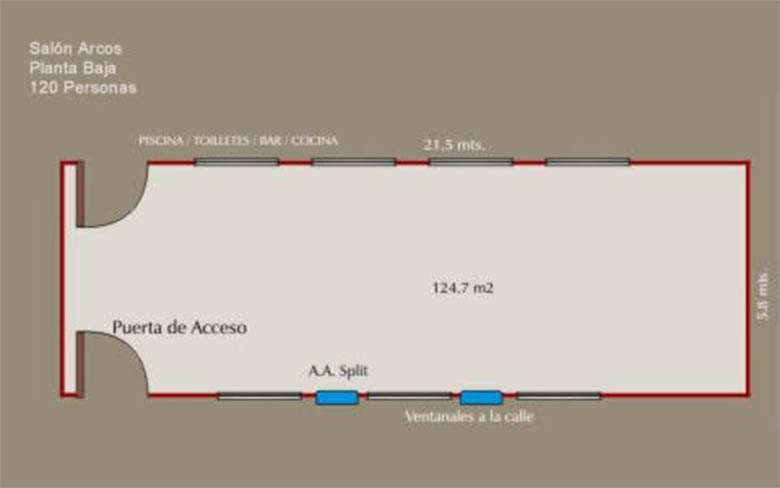 Salón Arcos
Planta Baja
120 Personas
PISCINA / TOILLETES / BAR / COCINA
21.5 mts.
124.7 m2
5.8 mts.
Puerta de Acceso
A.A. Split
Ventanales a la calle